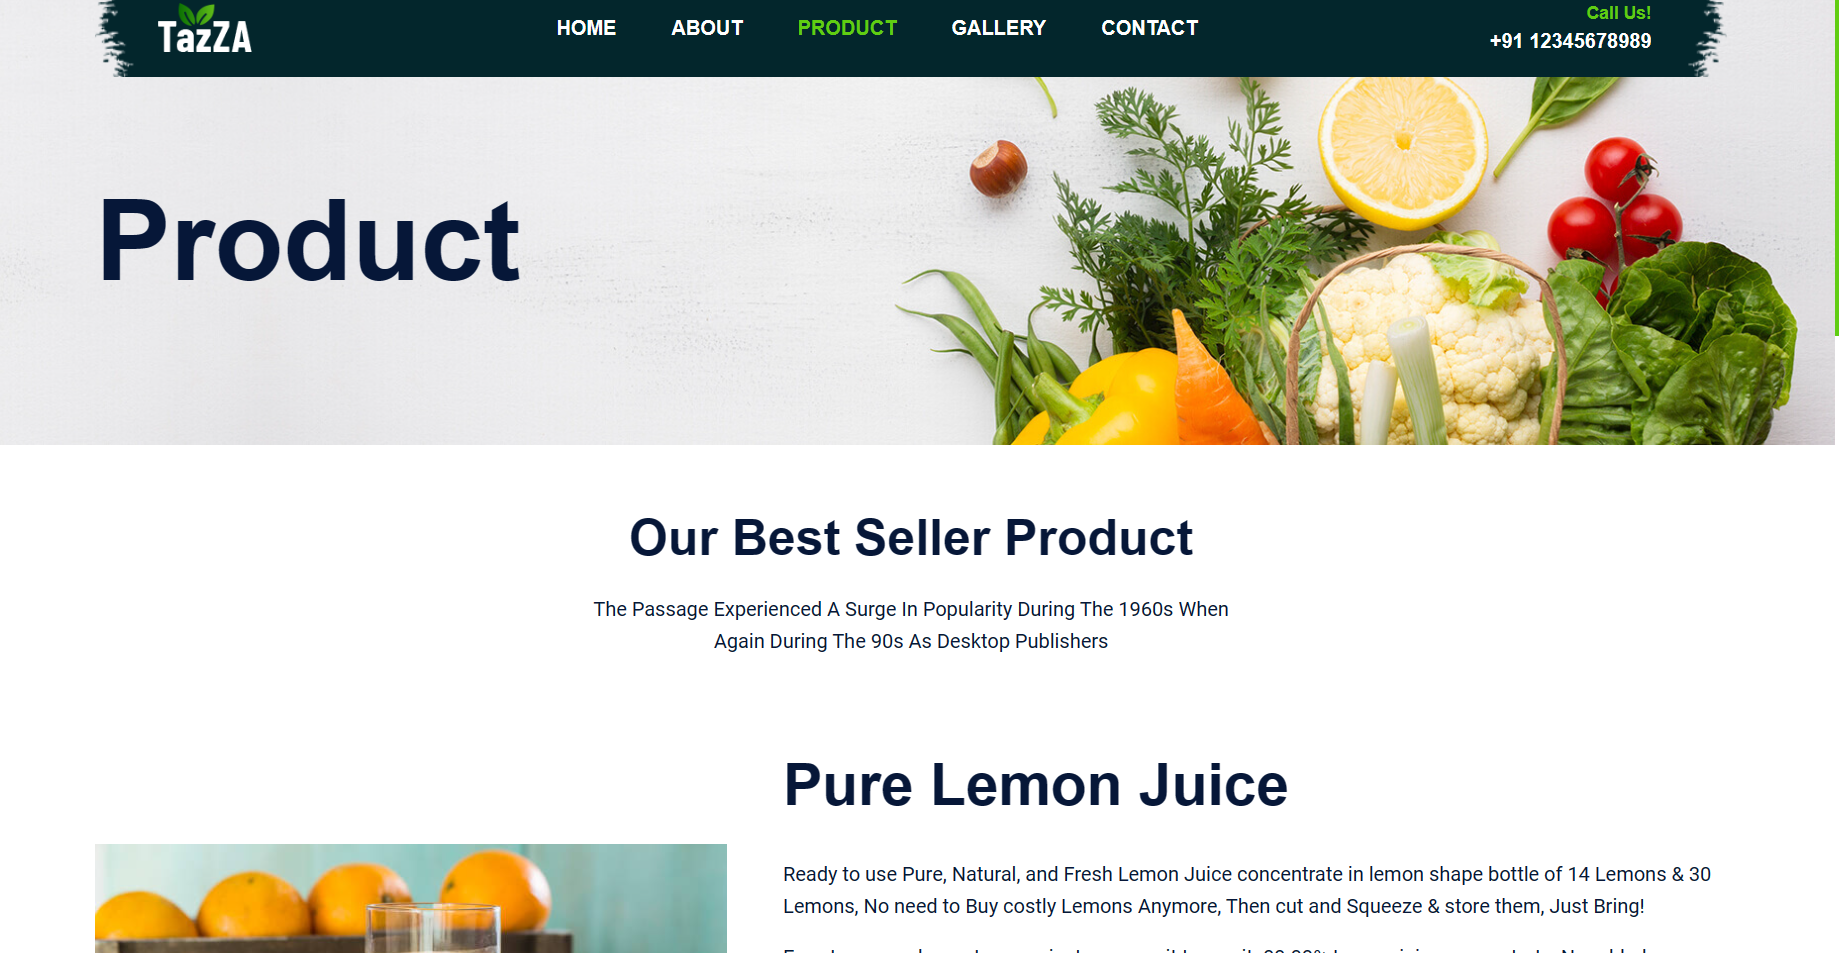 TazZA
HOME
ABOUT
PRODUCT
GALLERY
CONTACT
Call Us!
+91 12345678989
Product
Our Best Seller Product
The Passage Experienced A Surge In Popularity During The 1960s When
Again During The 90s As Desktop Publishers
Pure Lemon Juice
Ready to use Pure, Natural, and Fresh Lemon Juice concentrate in lemon shape bottle of 14 Lemons & 30
Lemons, No need to Buy costly Lemons Anymore, Then cut and Squeeze & store them, Just Bring!